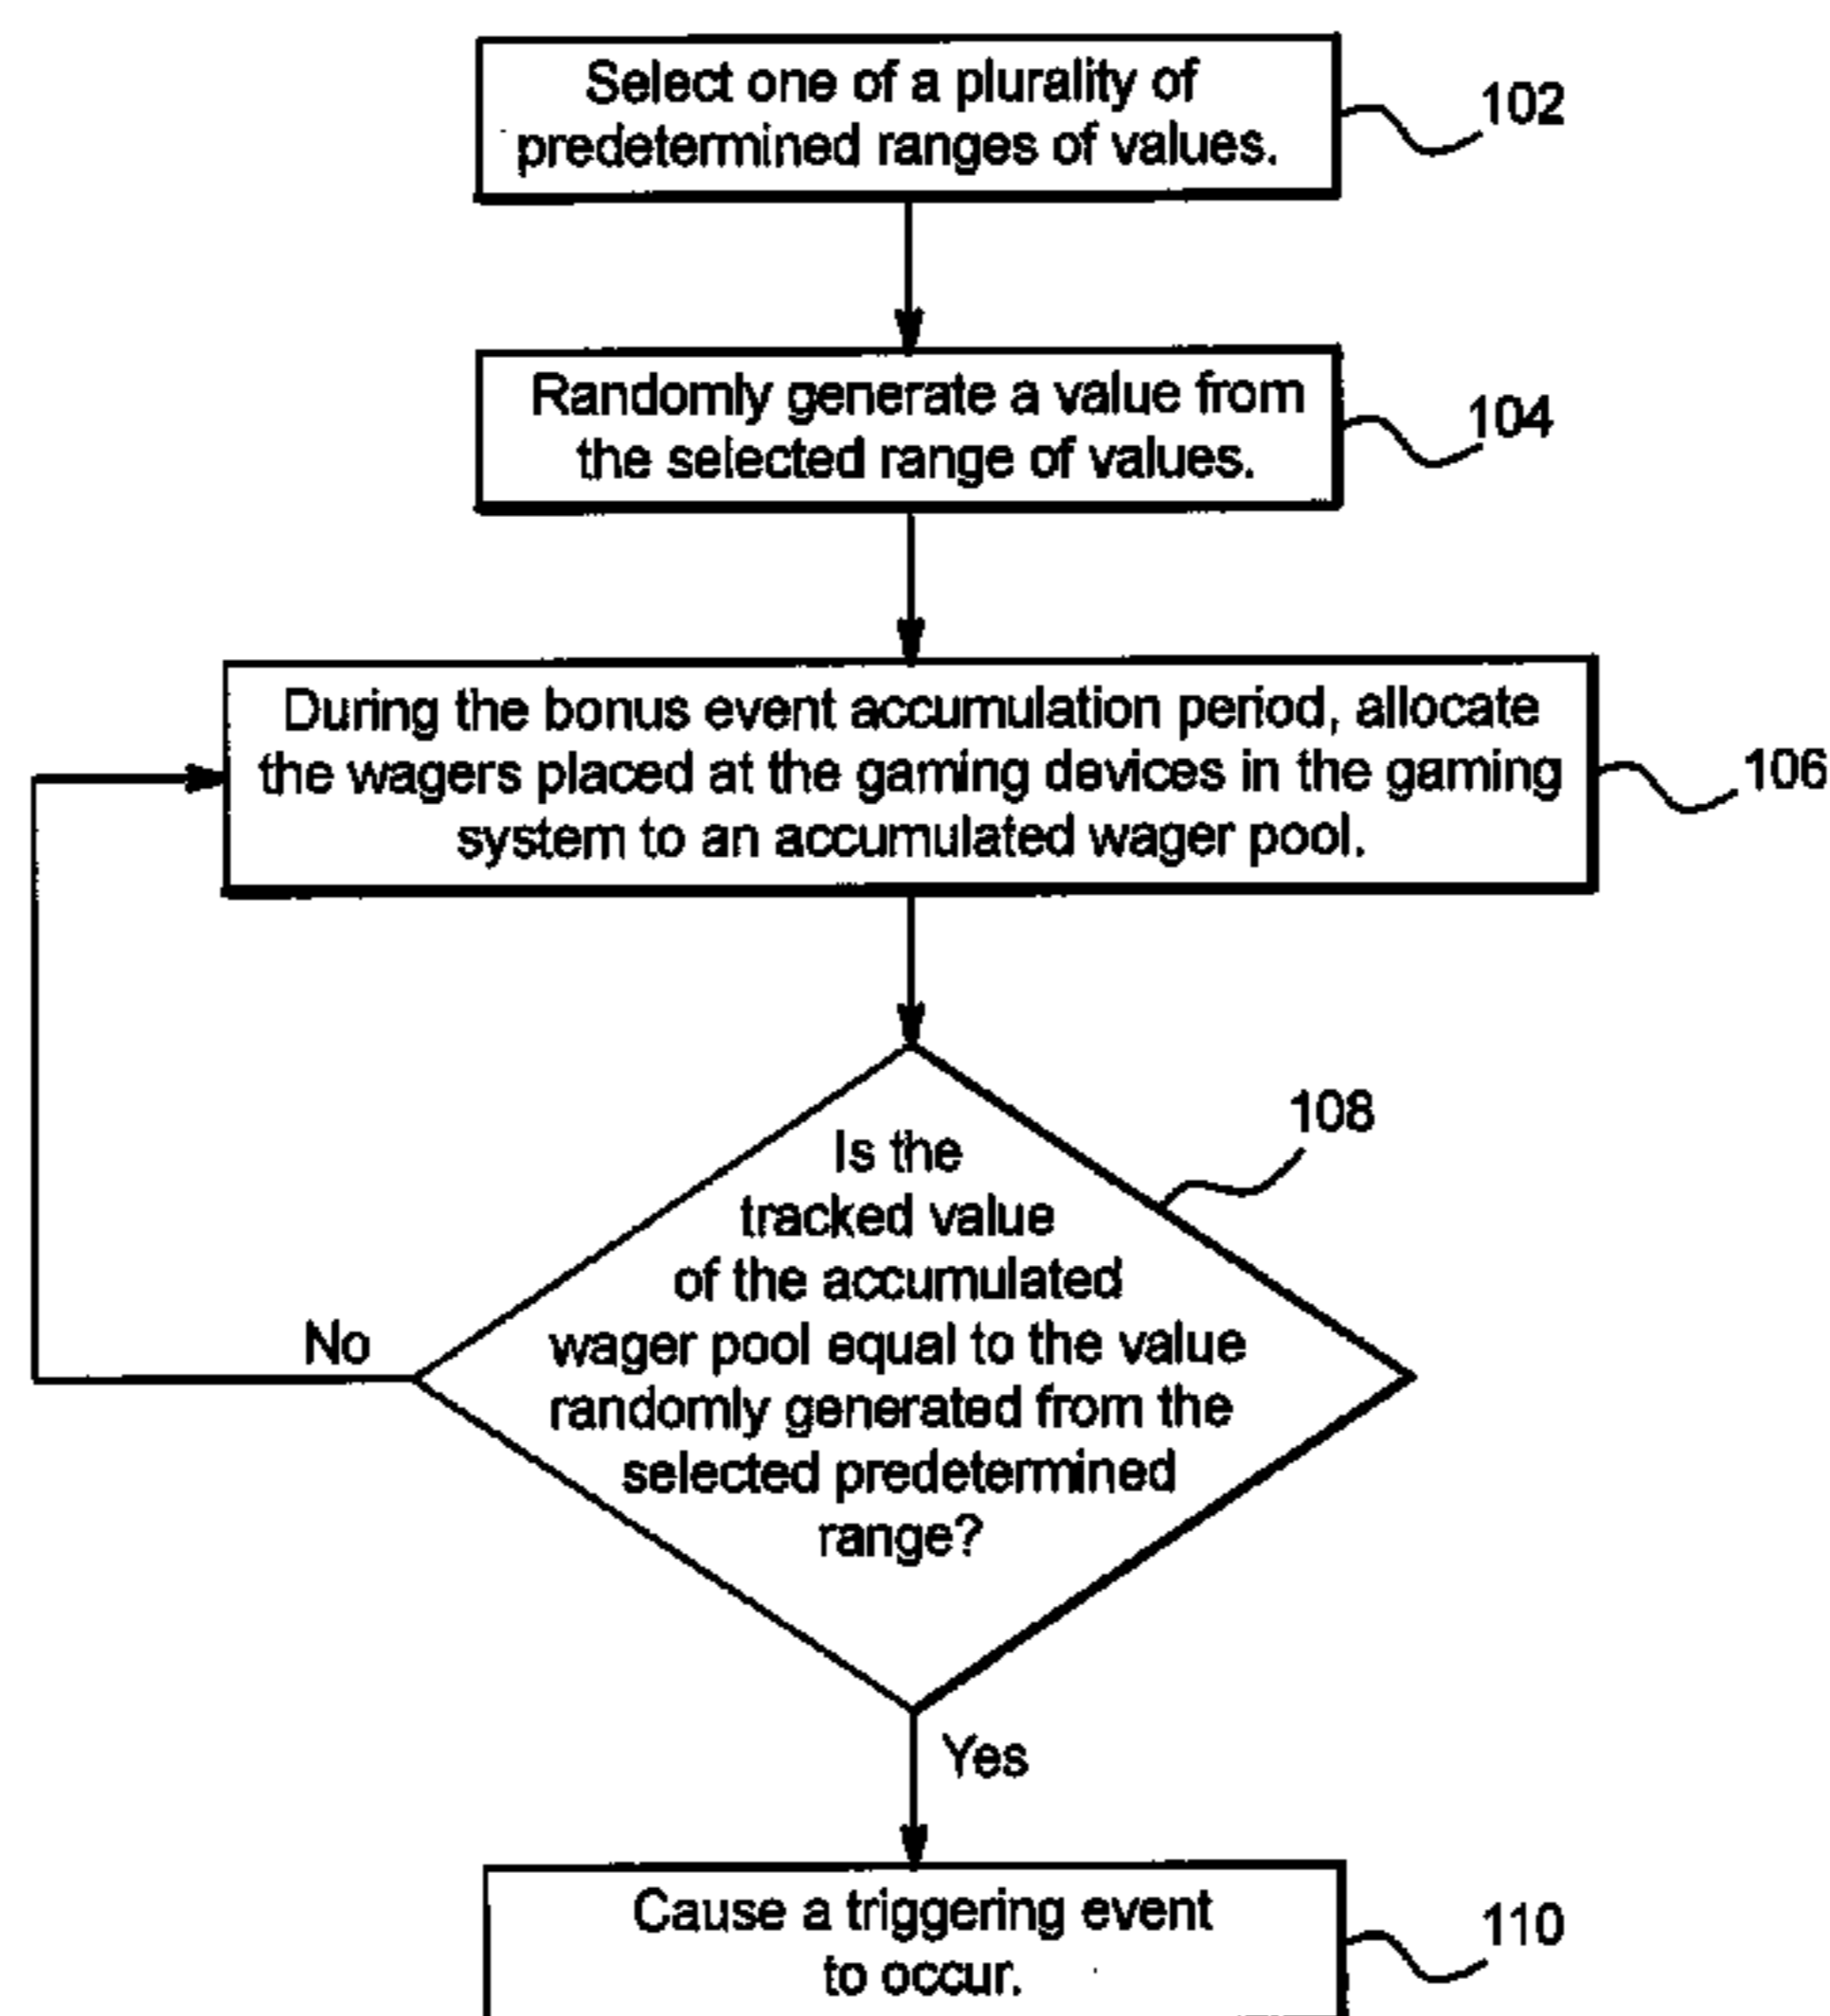 Select one of a plurality of
predetermined ranges of values.
102
Randomly generate a value from
the selected range of values.
104
During the bonus event accumulation period, allocate
the wagers placed at the gaming devices in the gaming
system to an accumulated wager pool.
106
108
Is the
tracked value
of the accumulated
wager pool equal to the value
randomly generated from the
selected predetermined
range?
No
Yes
Cause a triggering event
to occur.
110